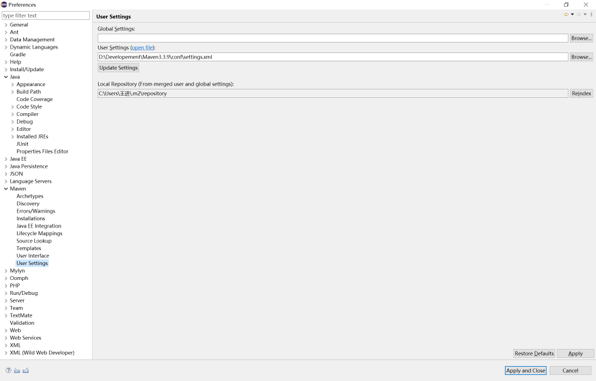 Preferences
type filter text
General
Ant
Data Management
Dynamic Languages
Gradle
Help
Install/Update
Java
Appearance
Build Path
Code Coverage
Code Style
Compiler
Debug
Editor
Installed JREs
JUnit
Properties Files Editor
Java EE
Java Persistence
JSON
Language Servers
Maven
Archetypes
Discovery
Errors/Warnings
Installations
Java EE Integration
Lifecycle Mappings
Source Lookup
Templates
User Interface
User Settings
Mylyn
Oomph
PHP
Run/Debug
Server
Team
TextMate
Validation
Web
Web Services
XML
XML (Wild Web Developer)
User Settings
Global Settings:
Browse...
User Settings (open file):
D:\Developement\Maven3.3.9\conf\settings.xml
Browse...
Update Settings
Local Repository (From merged user and global settings):
C:\Users\王进\.m2\repository
Reindex
Restore Defaults
Apply
Apply and Close
Cancel